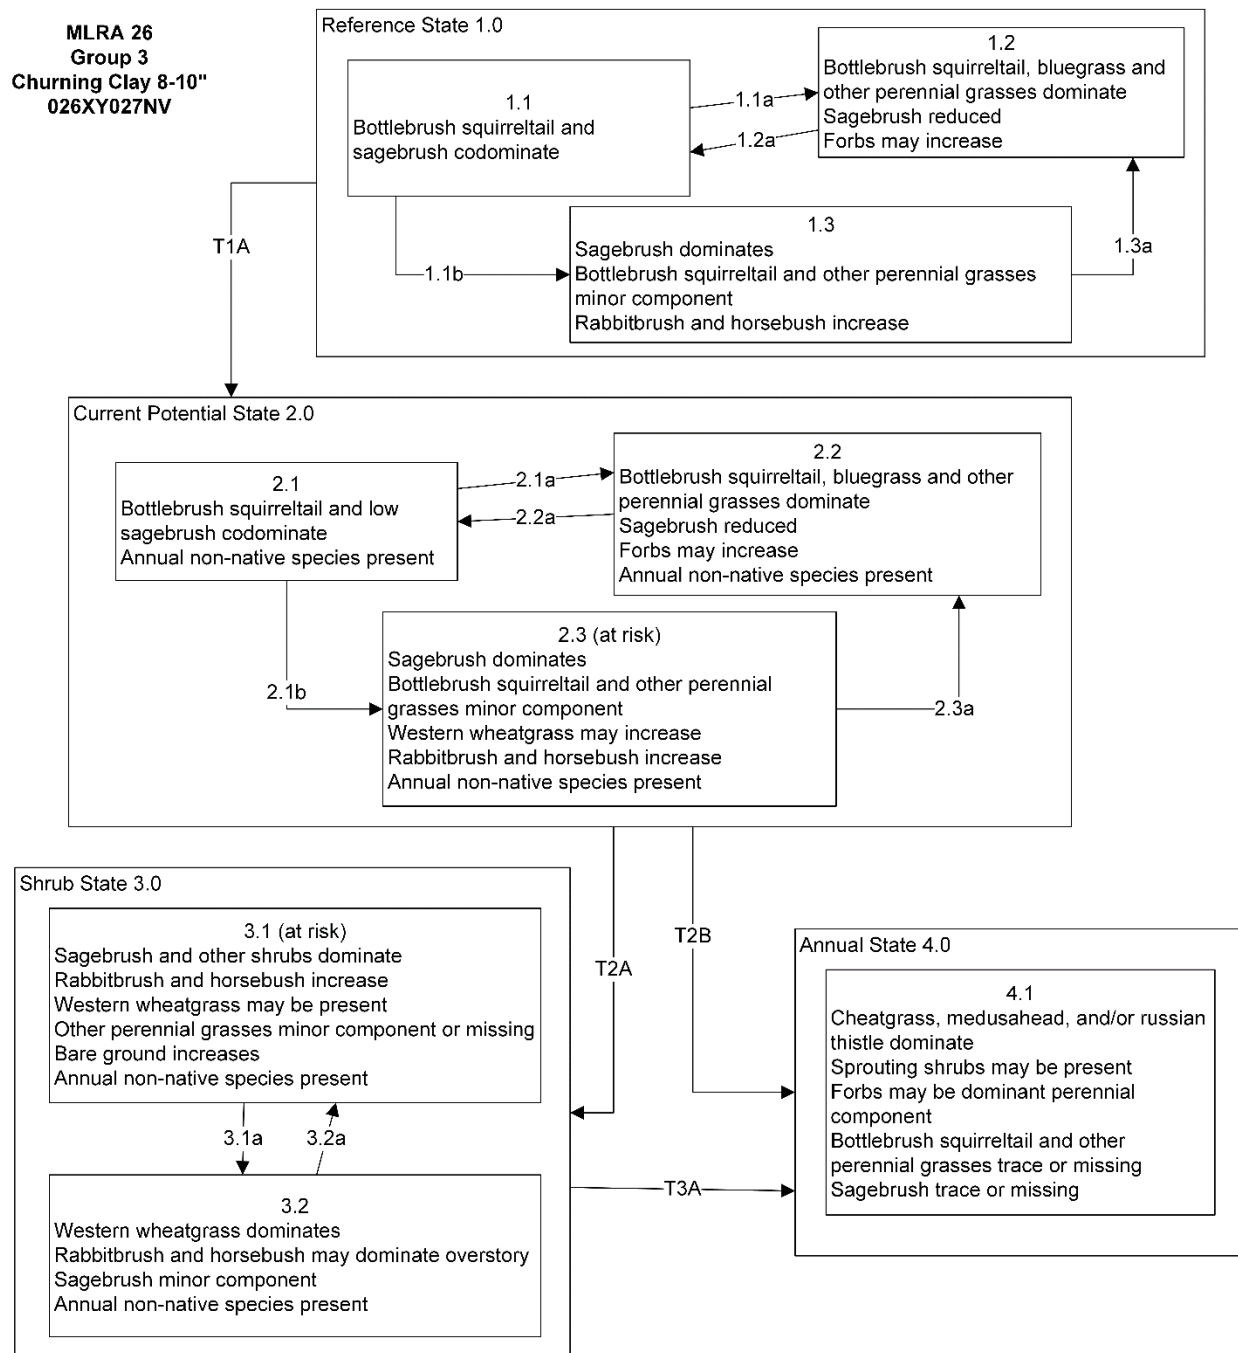 MLRA 26
Group 3
Churning Clay 8-10"
026XY027NV
Reference State 1.0
1.1
Bottlebrush squirreltail and
sagebrush codominate
1.1a
1.2a
1.2
Bottlebrush squirreltail, bluegrass and
other perennial grasses dominate
Sagebrush reduced
Forbs may increase
T1A
1.1b
1.3
Sagebrush dominates
Bottlebrush squirreltail and other perennial grasses
minor component
Rabbitbrush and horsebush increase
1.3a
Current Potential State 2.0
2.1
Bottlebrush squirreltail and low
sagebrush codominate
Annual non-native species present
2.1a
2.2a
2.2
Bottlebrush squirreltail, bluegrass and other
perennial grasses dominate
Sagebrush reduced
Forbs may increase
Annual non-native species present
2.1b
2.3 (at risk)
Sagebrush dominates
Bottlebrush squirreltail and other perennial
grasses minor component
Western wheatgrass may increase
Rabbitbrush and horsebush increase
Annual non-native species present
2.3a
Shrub State 3.0
3.1 (at risk)
Sagebrush and other shrubs dominate
Rabbitbrush and horsebush increase
Western wheatgrass may be present
Other perennial grasses minor component or missing
Bare ground increases
Annual non-native species present
3.1a
3.2a
3.2
Western wheatgrass dominates
Rabbitbrush and horsebush may dominate overstory
Sagebrush minor component
Annual non-native species present
T2A
T2B
T3A
Annual State 4.0
4.1
Cheatgrass, medusahead, and/or russian
thistle dominate
Sprouting shrubs may be present
Forbs may be dominant perennial
component
Bottlebrush squirreltail and other
perennial grasses trace or missing
Sagebrush trace or missing